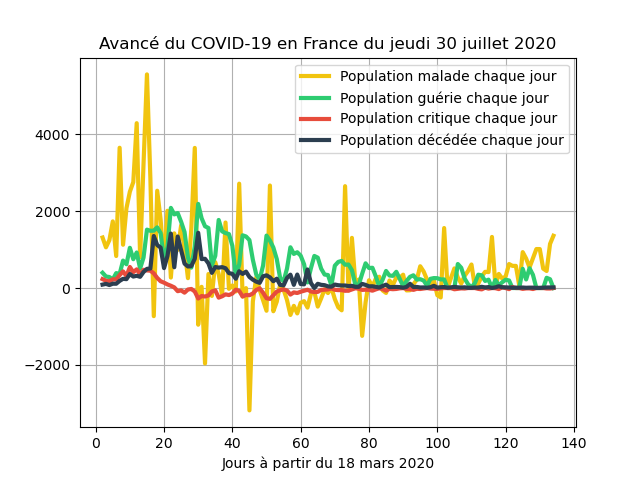 Avancé du COVID-19 en France du jeudi 30 juillet 2020
Population malade chaque jour
Population guérie chaque jour
Population critique chaque jour
Population décédée chaque jour
4000
2000
0
−2000
0 20 40 60 80 100 120 140
Jours à partir du 18 mars 2020